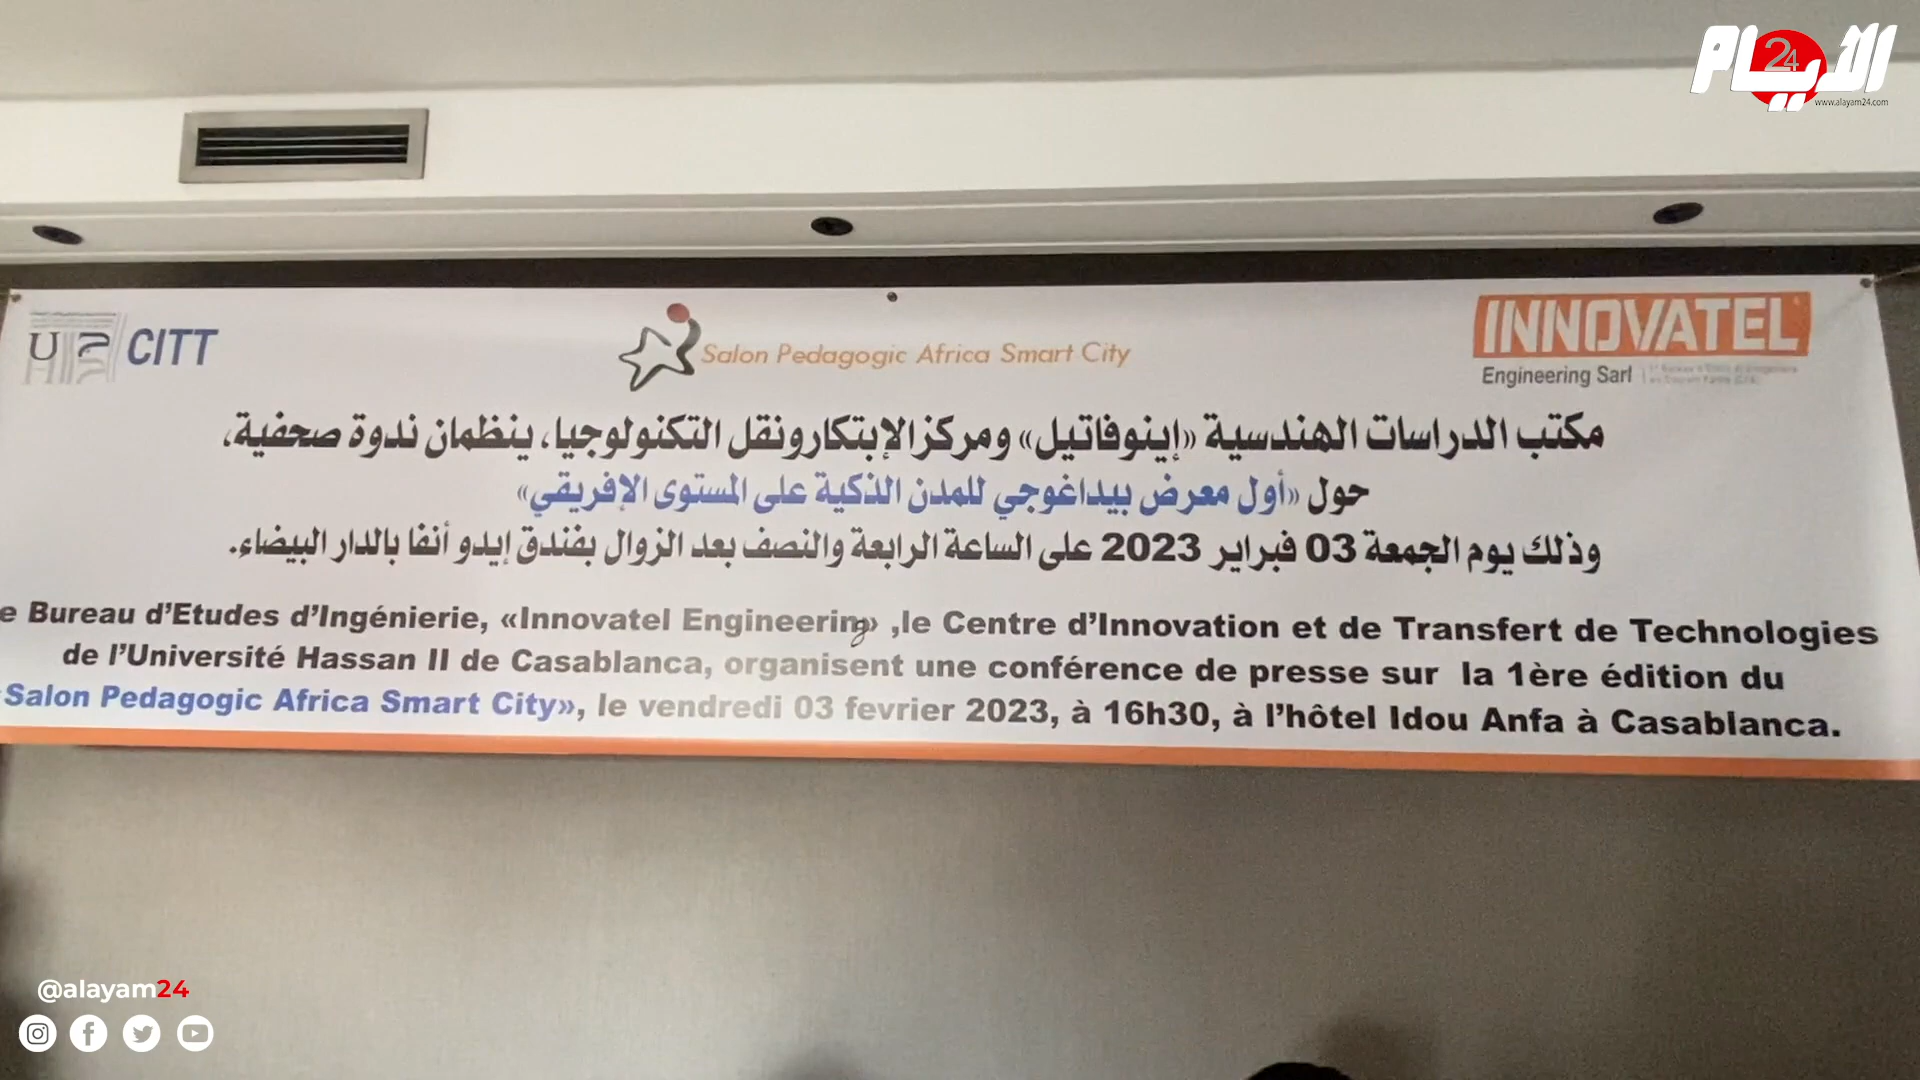 الأيام 24
www.alayam24.com
CITT
Salon Pedagogic Africa Smart City
INNOVATEL
Engineering Sarl
مكتب الدراسات الهندسية «إينوفاتيل» ومركزالإبتكارونقل التكنولوجيا، ينظمان ندوة صحفية،
حول «أول معرض بيداغوجي للمدن الذكية على المستوى الإفريقي»
وذلك يوم الجمعة 03 فبراير 2023 على الساعة الرابعة والنصف بعد الزوال بفندق إيدو أنفا بالدار البيضاء.
e Bureau d’Etudes d’Ingénierie, «Innovatel Engineering» ,le Centre d’Innovation et de Transfert de Technologies
de l’Université Hassan II de Casablanca, organisent une conférence de presse sur la 1ère édition du
Salon Pedagogic Africa Smart City», le vendredi 03 fevrier 2023, à 16h30, à l’hôtel Idou Anfa à Casablanca.
@alayam24